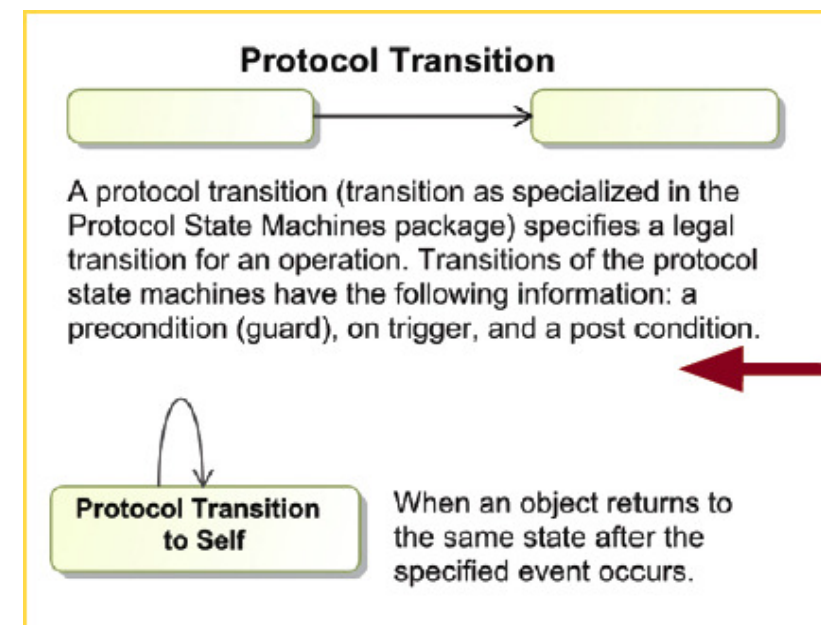 Protocol Transition
A protocol transition (transition as specialized in the
Protocol State Machines package) specifies a legal
transition for an operation. Transitions of the protocol
state machines have the following information: a
precondition (guard), on trigger, and a post condition.
Protocol Transition
to Self
When an object returns to
the same state after the
specified event occurs.